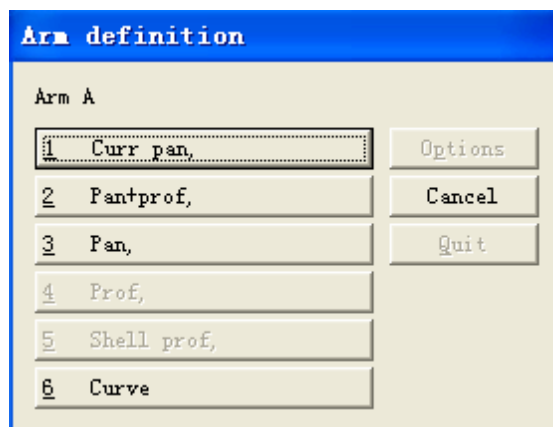 Arm definition
Arm A
1 Curr pan, Options
2 Pan+prof, Cancel
3 Pan, Quit
4 Prof,
5 Shell prof,
6 Curve